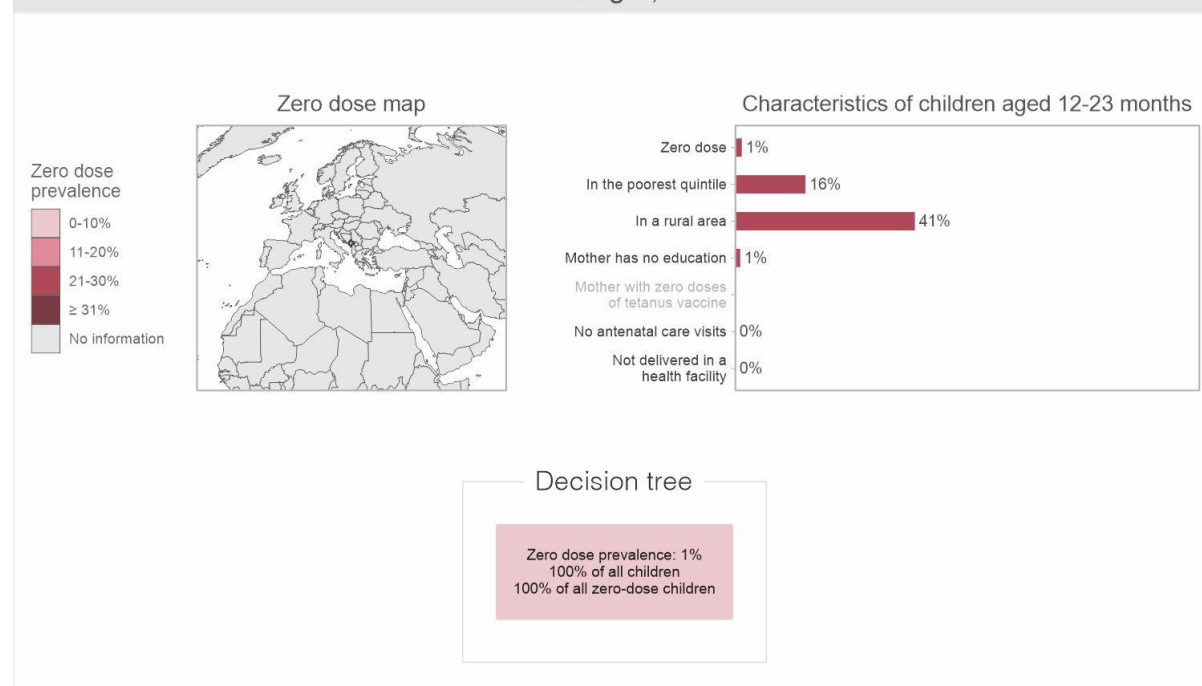 Zero dose map
Zero dose
prevalence
0-10%
11-20%
21-30%
≥ 31%
No information
Characteristics of children aged 12-23 months
Zero dose 1%
In the poorest quintile 16%
In a rural area 41%
Mother has no education 1%
Mother with zero doses
of tetanus vaccine
No antenatal care visits 0%
Not delivered in a
health facility 0%
Decision tree
Zero dose prevalence: 1%
100% of all children
100% of all zero-dose children